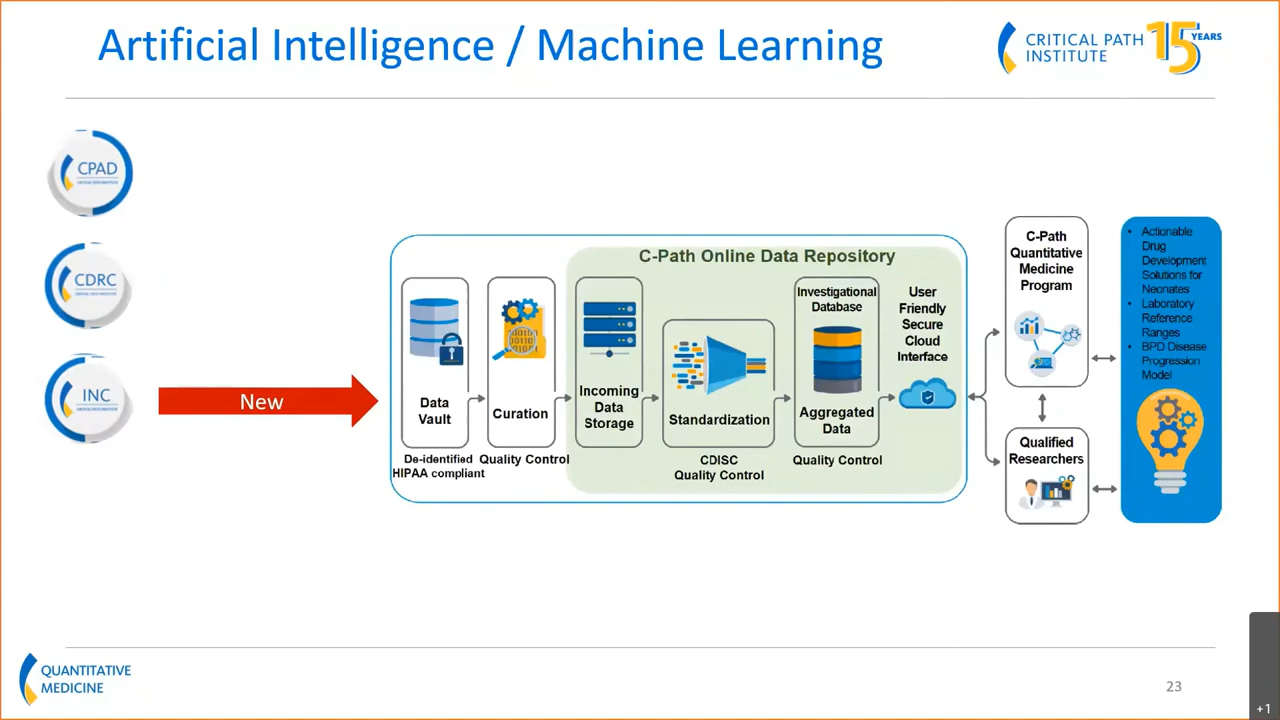 Artificial Intelligence / Machine Learning
CRITICAL PATH
INSTITUTE
15 YEARS
CPAD
CDRC
INC
New
C-Path Online Data Repository
Data
Vault
De-identified
HIPAA compliant
Curation
Quality Control
Incoming
Data
Storage
Standardization
CDISC
Quality Control
Investigational
Database
Aggregated
Data
Quality Control
User
Friendly
Secure
Cloud
Interface
C-Path
Quantitative
Medicine
Program
Qualified
Researchers
• Actionable
Drug
Development
Solutions for
Neonates
• Laboratory
Reference
Ranges
• BPD Disease
Progression
Model
QUANTITATIVE
MEDICINE
23
+1